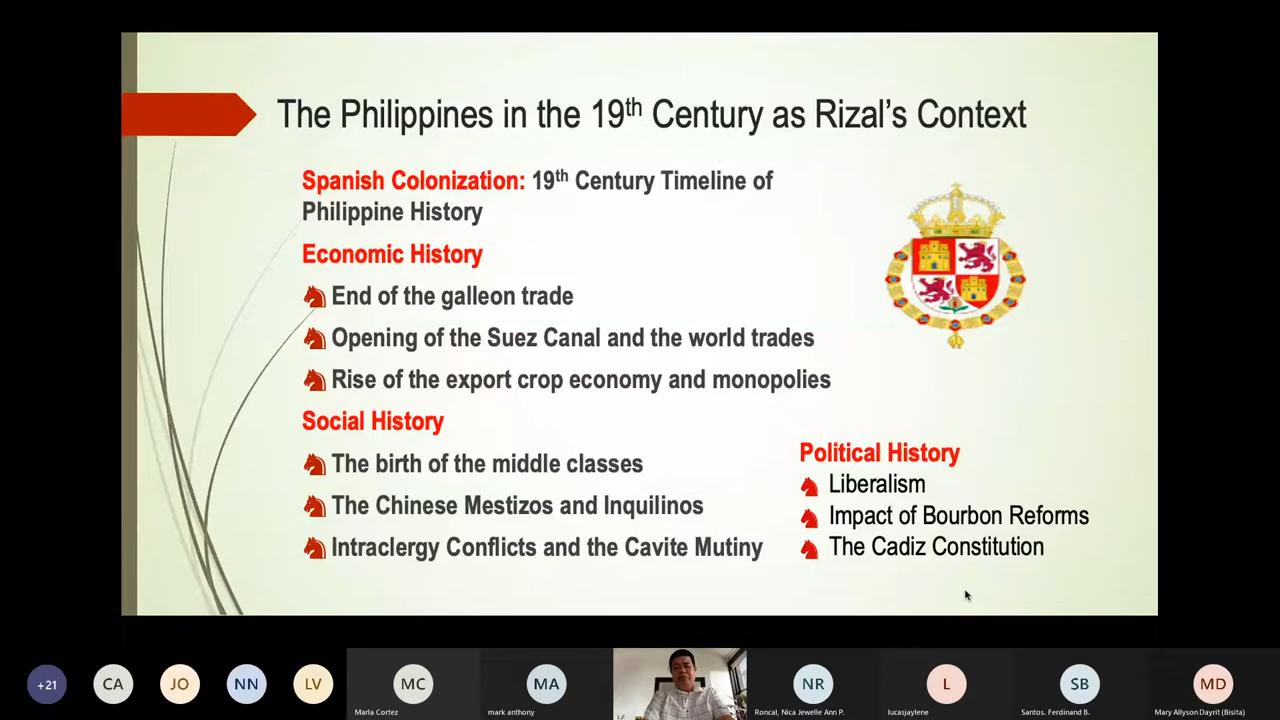 The Philippines in the 19th Century as Rizal's Context
Spanish Colonization: 19th Century Timeline of
Philippine History
Economic History
End of the galleon trade
Opening of the Suez Canal and the world trades
Rise of the export crop economy and monopolies
Social History
The birth of the middle classes
The Chinese Mestizos and Inquilinos
Intraclergy Conflicts and the Cavite Mutiny
Political History
Liberalism
Impact of Bourbon Reforms
The Cadiz Constitution
+21
CA
JO
NN
LV
MC
Marla Cortez
MA
mark anthony
NR
Roncal, Nica Jewelle Ann P.
L
lucasjaylene
SB
Santos. Ferdinand B.
MD
Mary Allyson Dayrit (Bisita)